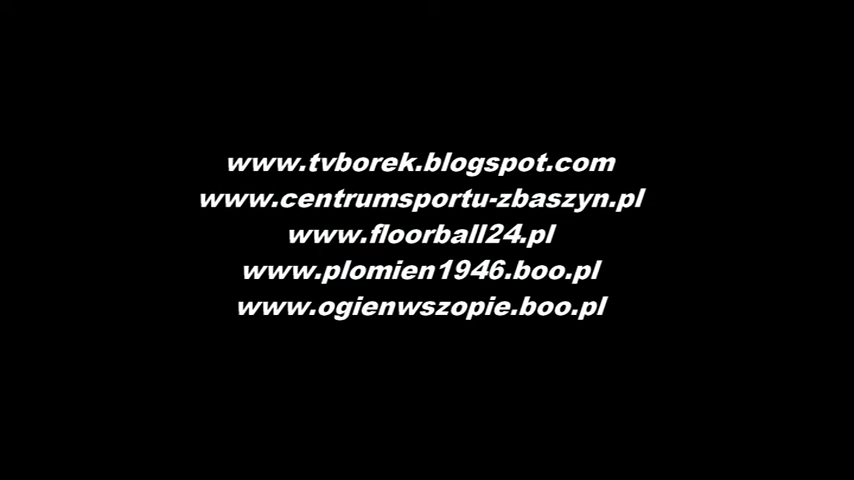 www.tvborek.blogspot.com
www.centrumsportu-zbaszyn.pl
www.floorball24.pl
www.plomien1946.boo.pl
www.ogienwszopie.boo.pl